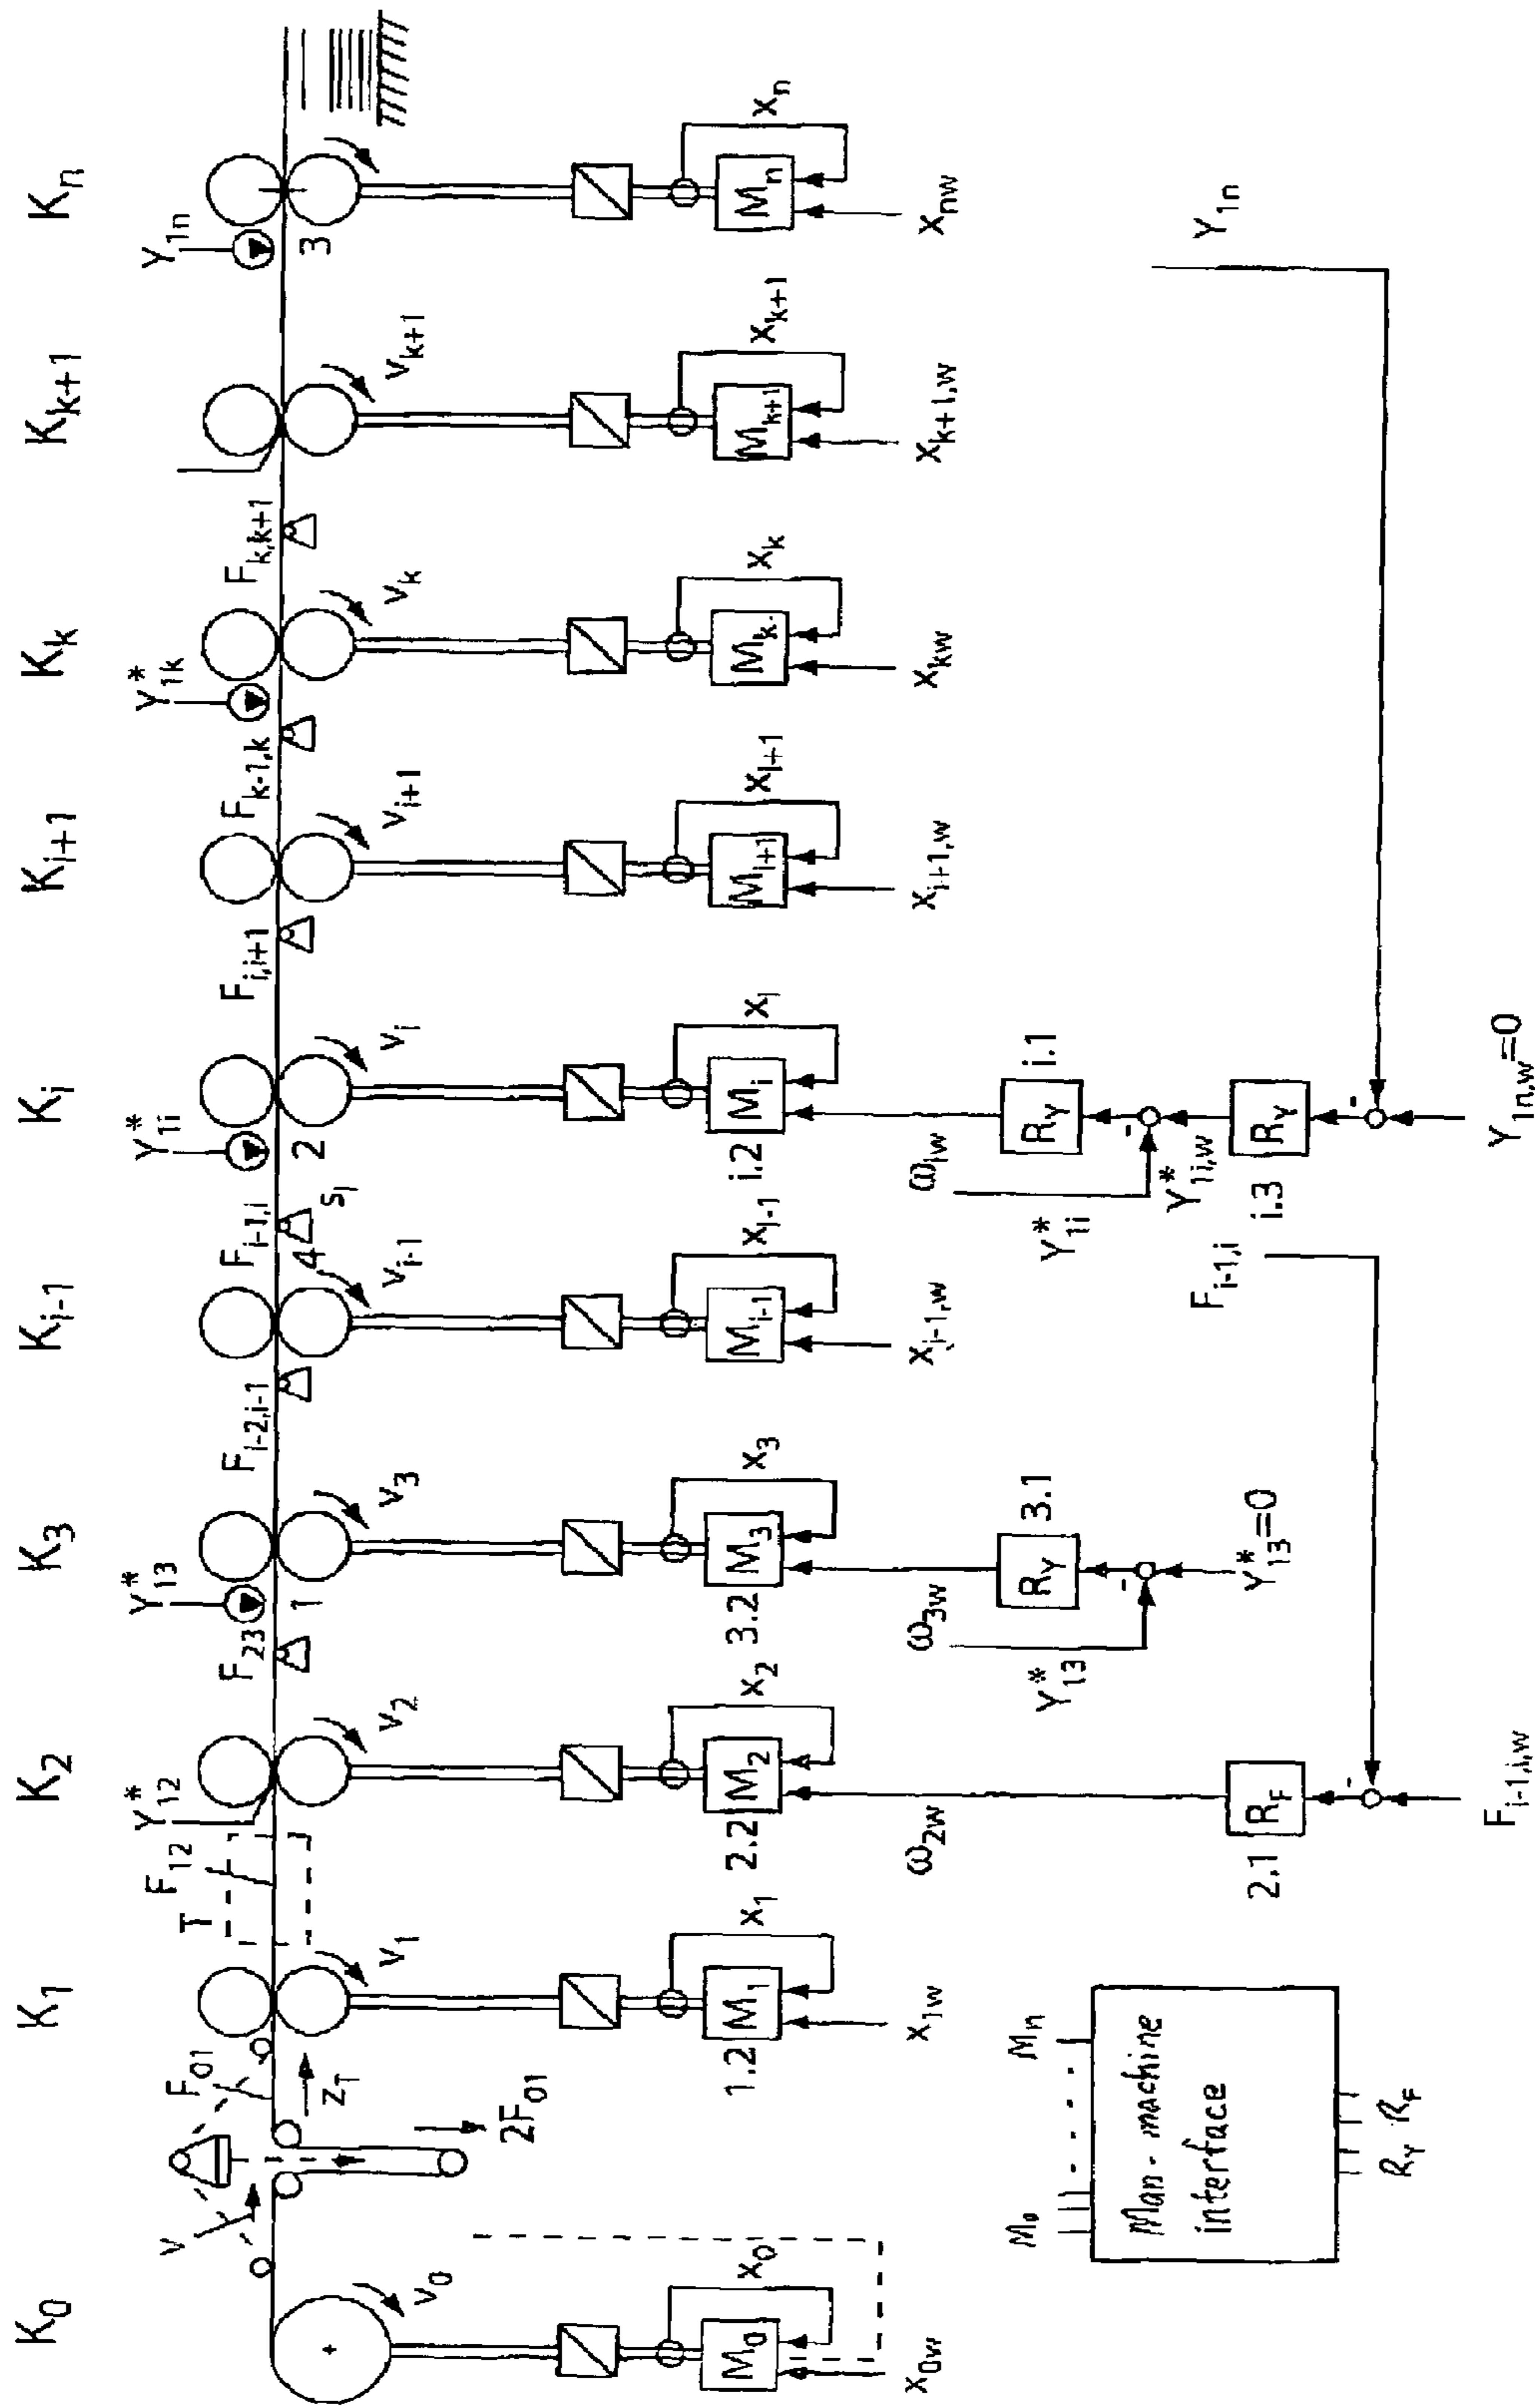 K0 K1 K2 K3 Ki-1 Ki Ki+1 Kk Kk+1 Kn
Y*12 Y*13 Y*1i Y*1k Y1n
V F01 T F12 F23 Fi-2,i-1 Fi-1,i Fi,i+1 Fk-1,k Fk,k+1
zT 1 4 si 2 3
v0 v1 v2 v3 vi-1 vi vi+1 vk vk+1
2F01
M0 M1 M2 M3 Mi-1 Mi Mi+1 Mk Mk+1 Mn
x0 x1 x2 x3 xi-1 xi xi+1 xk xk+1 xn
1.2 2.2 3.2 i.2
x0w x1w ω2w ω3w xi-1,w ωiw xi+1,w xkw xk+1,w xnw
Y*13 RY 3.1
Y*13=0
Y*1i RY i.1
Y*1i,w
i.3 RY
Y1n
Y1n,w=0
Fi-1,i
2.1 RF
Fi-1,i,w
M0 Mn
Man-machine
interface
RY RF